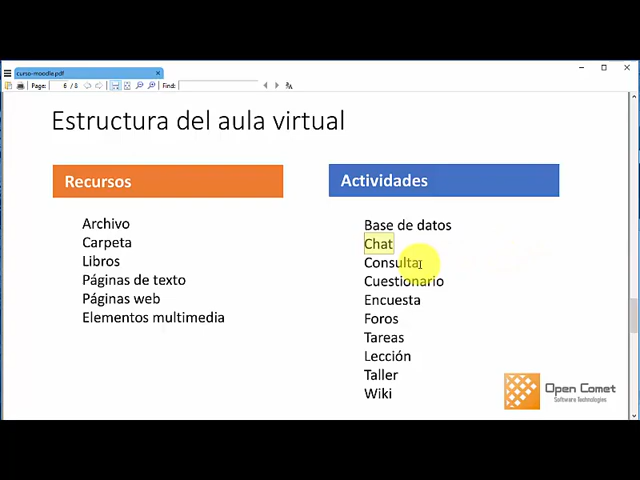 curso-moodle.pdf
Page: 6 / 8 Find:
Estructura del aula virtual
Recursos
Archivo
Carpeta
Libros
Páginas de texto
Páginas web
Elementos multimedia
Actividades
Base de datos
Chat
Consulta
Cuestionario
Encuesta
Foros
Tareas
Lección
Taller
Wiki
Open Comet
Software Technologies